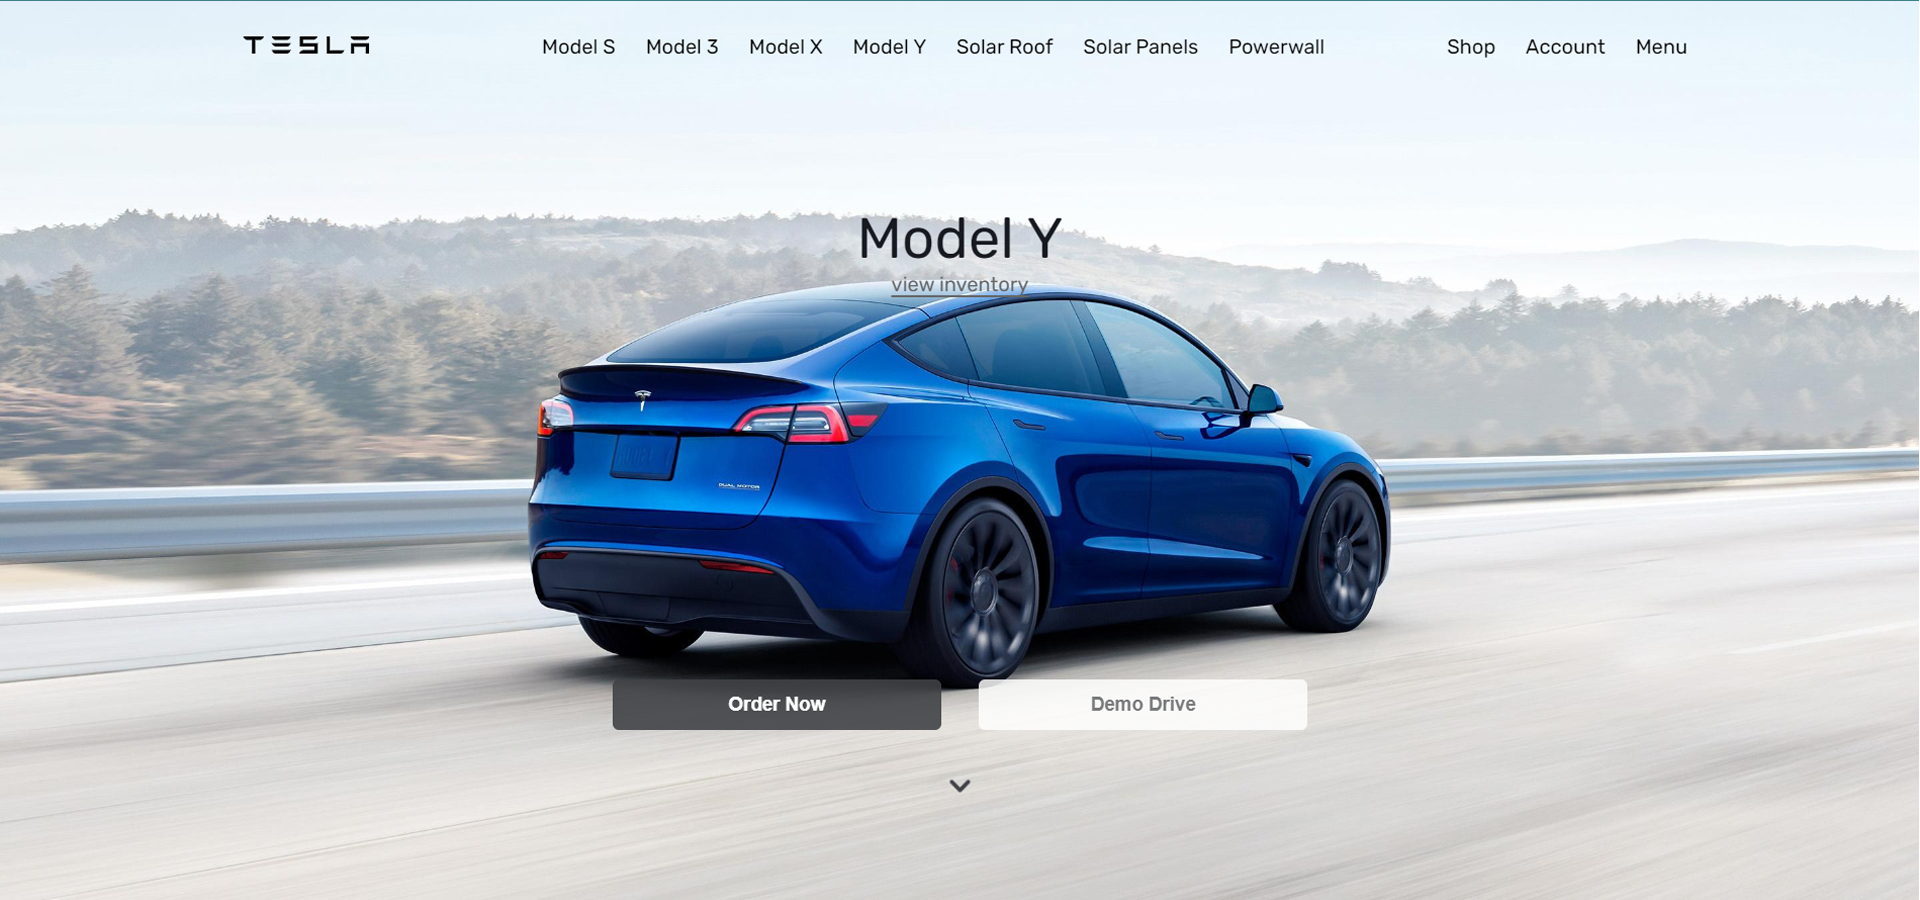 TESLA
Model S Model 3 Model X Model Y Solar Roof Solar Panels Powerwall
Shop Account Menu
Model Y
view inventory
DUAL MOTOR
Order Now
Demo Drive